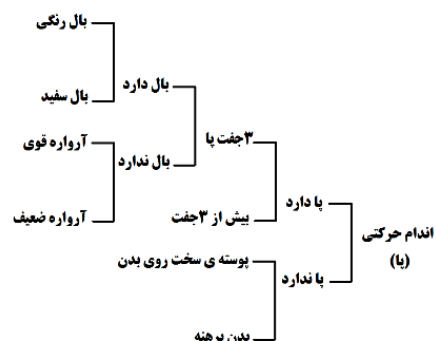 بال رنگی
بال دارد
بال سفید
آرواره قوی
۳جفت پا
بال ندارد
پا دارد
آرواره ضعیف
بیش از ۳جفت
اندام حرکتی
(پا)
پوسته ی سخت روی بدن
پا ندارد
بدن برهنه